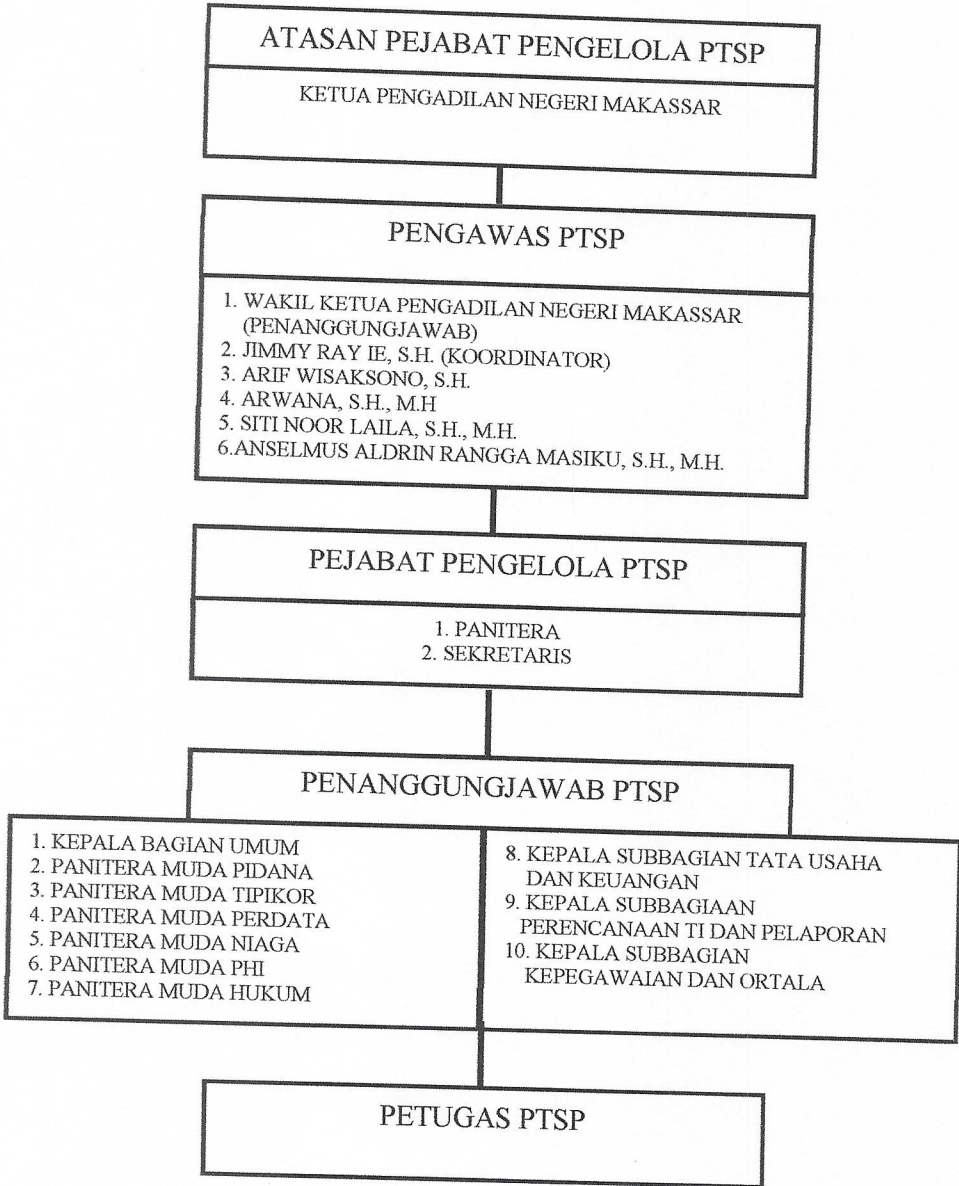 ATASAN PEJABAT PENGELOLA PTSP
KETUA PENGADILAN NEGERI MAKASSAR
PENGAWAS PTSP
1. WAKIL KETUA PENGADILAN NEGERI MAKASSAR
(PENANGGUNGJAWAB)
2. JIMMY RAY IE, S.H. (KOORDINATOR)
3. ARIF WISAKSONO, S.H.
4. ARWANA, S.H., M.H
5. SITI NOOR LAILA, S.H., M.H.
6.ANSELMUS ALDRIN RANGGA MASIKU, S.H., M.H.
PEJABAT PENGELOLA PTSP
1. PANITERA
2. SEKRETARIS
PENANGGUNGJAWAB PTSP
1. KEPALA BAGIAN UMUM
2. PANITERA MUDA PIDANA
3. PANITERA MUDA TIPIKOR
4. PANITERA MUDA PERDATA
5. PANITERA MUDA NIAGA
6. PANITERA MUDA PHI
7. PANITERA MUDA HUKUM
8. KEPALA SUBBAGIAN TATA USAHA
DAN KEUANGAN
9. KEPALA SUBBAGIAAN
PERENCANAAN TI DAN PELAPORAN
10. KEPALA SUBBAGIAN
KEPEGAWAIAN DAN ORTALA
PETUGAS PTSP